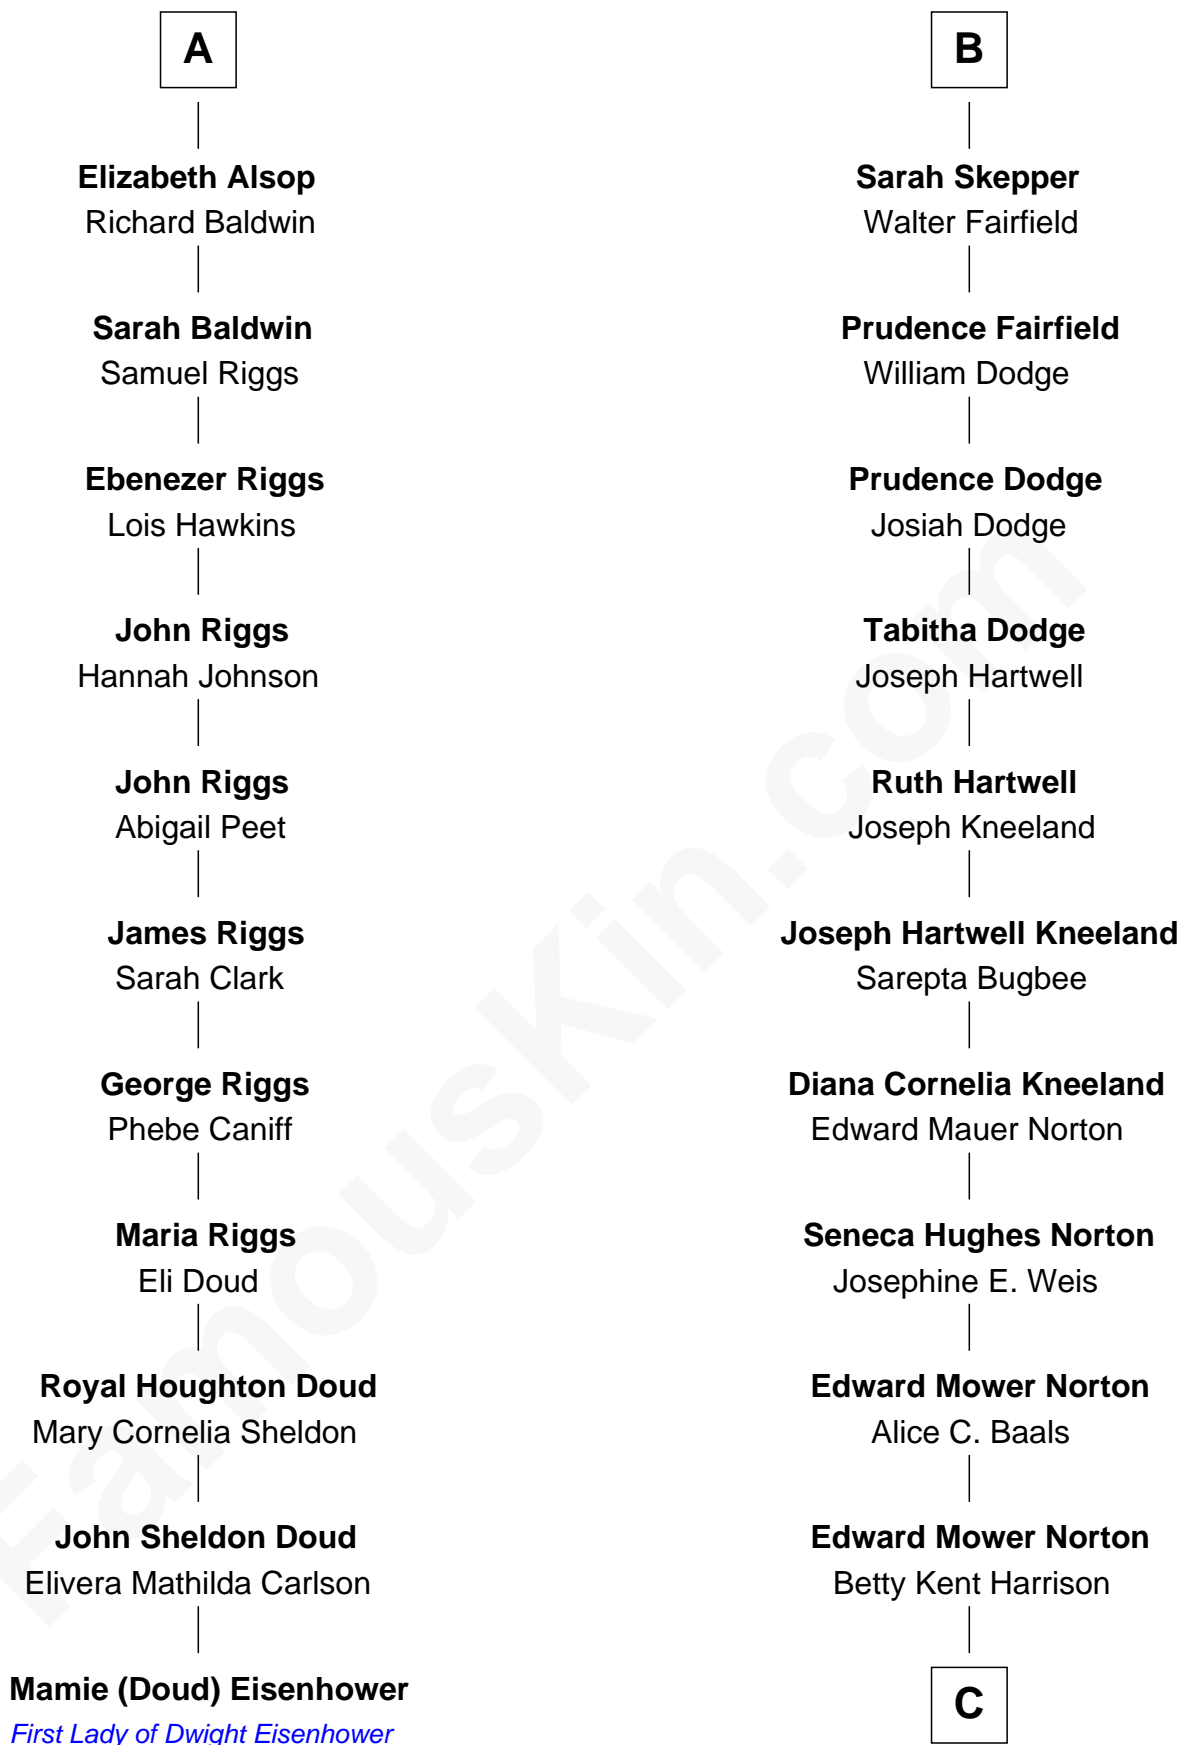 A
Elizabeth Alsop
Richard Baldwin
Sarah Baldwin
Samuel Riggs
Ebenezer Riggs
Lois Hawkins
John Riggs
Hannah Johnson
John Riggs
Abigail Peet
James Riggs
Sarah Clark
George Riggs
Phebe Caniff
Maria Riggs
Eli Doud
Royal Houghton Doud
Mary Cornelia Sheldon
John Sheldon Doud
Elivera Mathilda Carlson
Mamie (Doud) Eisenhower
First Lady of Dwight Eisenhower
B
Sarah Skepper
Walter Fairfield
Prudence Fairfield
William Dodge
Prudence Dodge
Josiah Dodge
Tabitha Dodge
Joseph Hartwell
Ruth Hartwell
Joseph Kneeland
Joseph Hartwell Kneeland
Sarepta Bugbee
Diana Cornelia Kneeland
Edward Mauer Norton
Seneca Hughes Norton
Josephine E. Weis
Edward Mower Norton
Alice C. Baals
Edward Mower Norton
Betty Kent Harrison
C
FamousKin.com